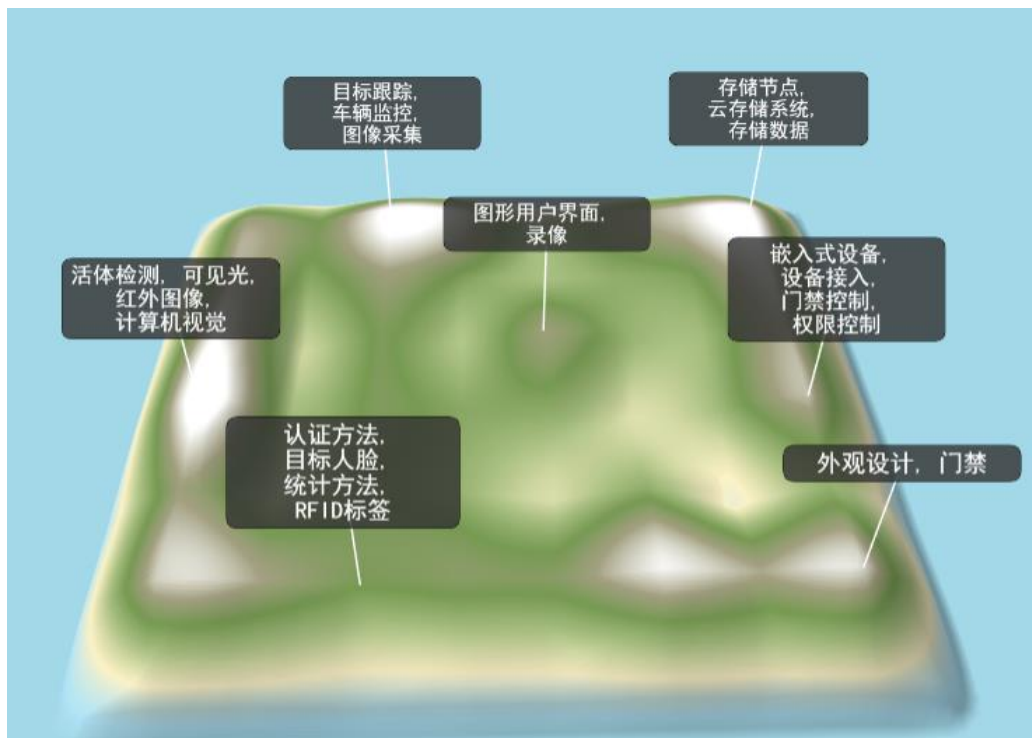 目标跟踪,
车辆监控,
图像采集
存储节点,
云存储系统,
存储数据
图形用户界面,
录像
活体检测, 可见光,
红外图像,
计算机视觉
嵌入式设备,
设备接入,
门禁控制,
权限控制
认证方法,
目标人脸,
统计方法,
RFID标签
外观设计, 门禁